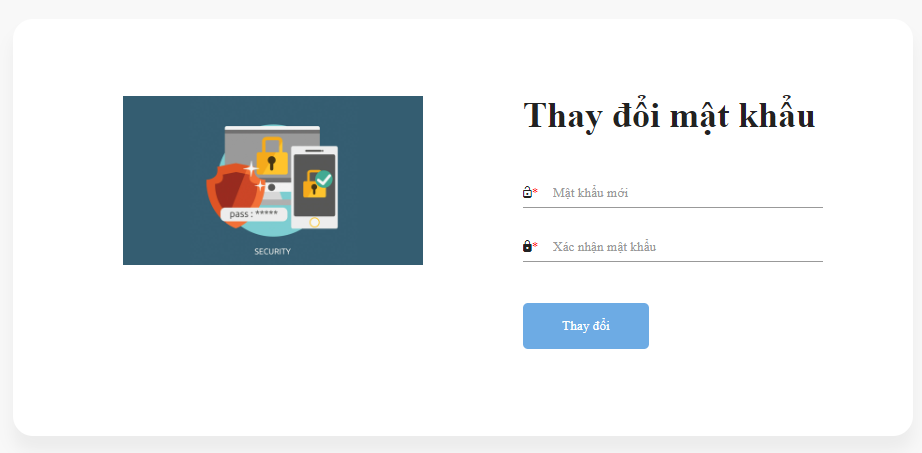 Thay đổi mật khẩu
pass : *****
SECURITY
* Mật khẩu mới
* Xác nhận mật khẩu
Thay đổi